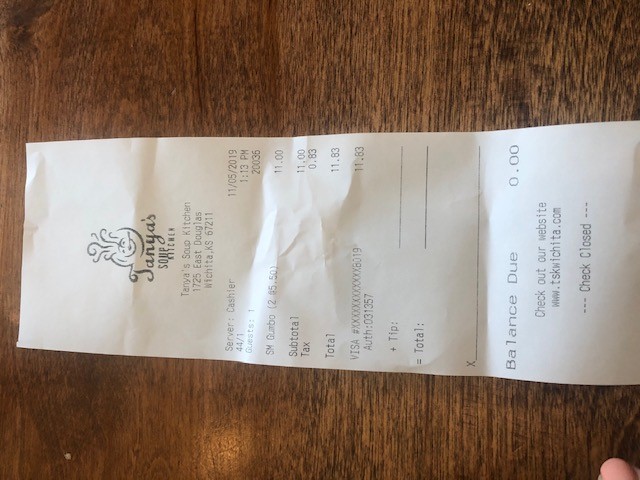 Tanya's
SOUP
KITCHEN
Tanya's Soup Kitchen
1725 East Douglas
Wichita,KS 67211
Server: Cashier 11/05/2019
44/1 1:13 PM
Guests: 1 20036
SM Gumbo (2 @5.50) 11.00
Subtotal 11.00
Tax 0.83
Total 11.83
VISA #XXXXXXXXXXXX8019 11.83
Auth:031357
+ Tip: ____________
= Total: ____________
X____________
Balance Due 0.00
Check out our website
www.tskwichita.com
--- Check Closed ---